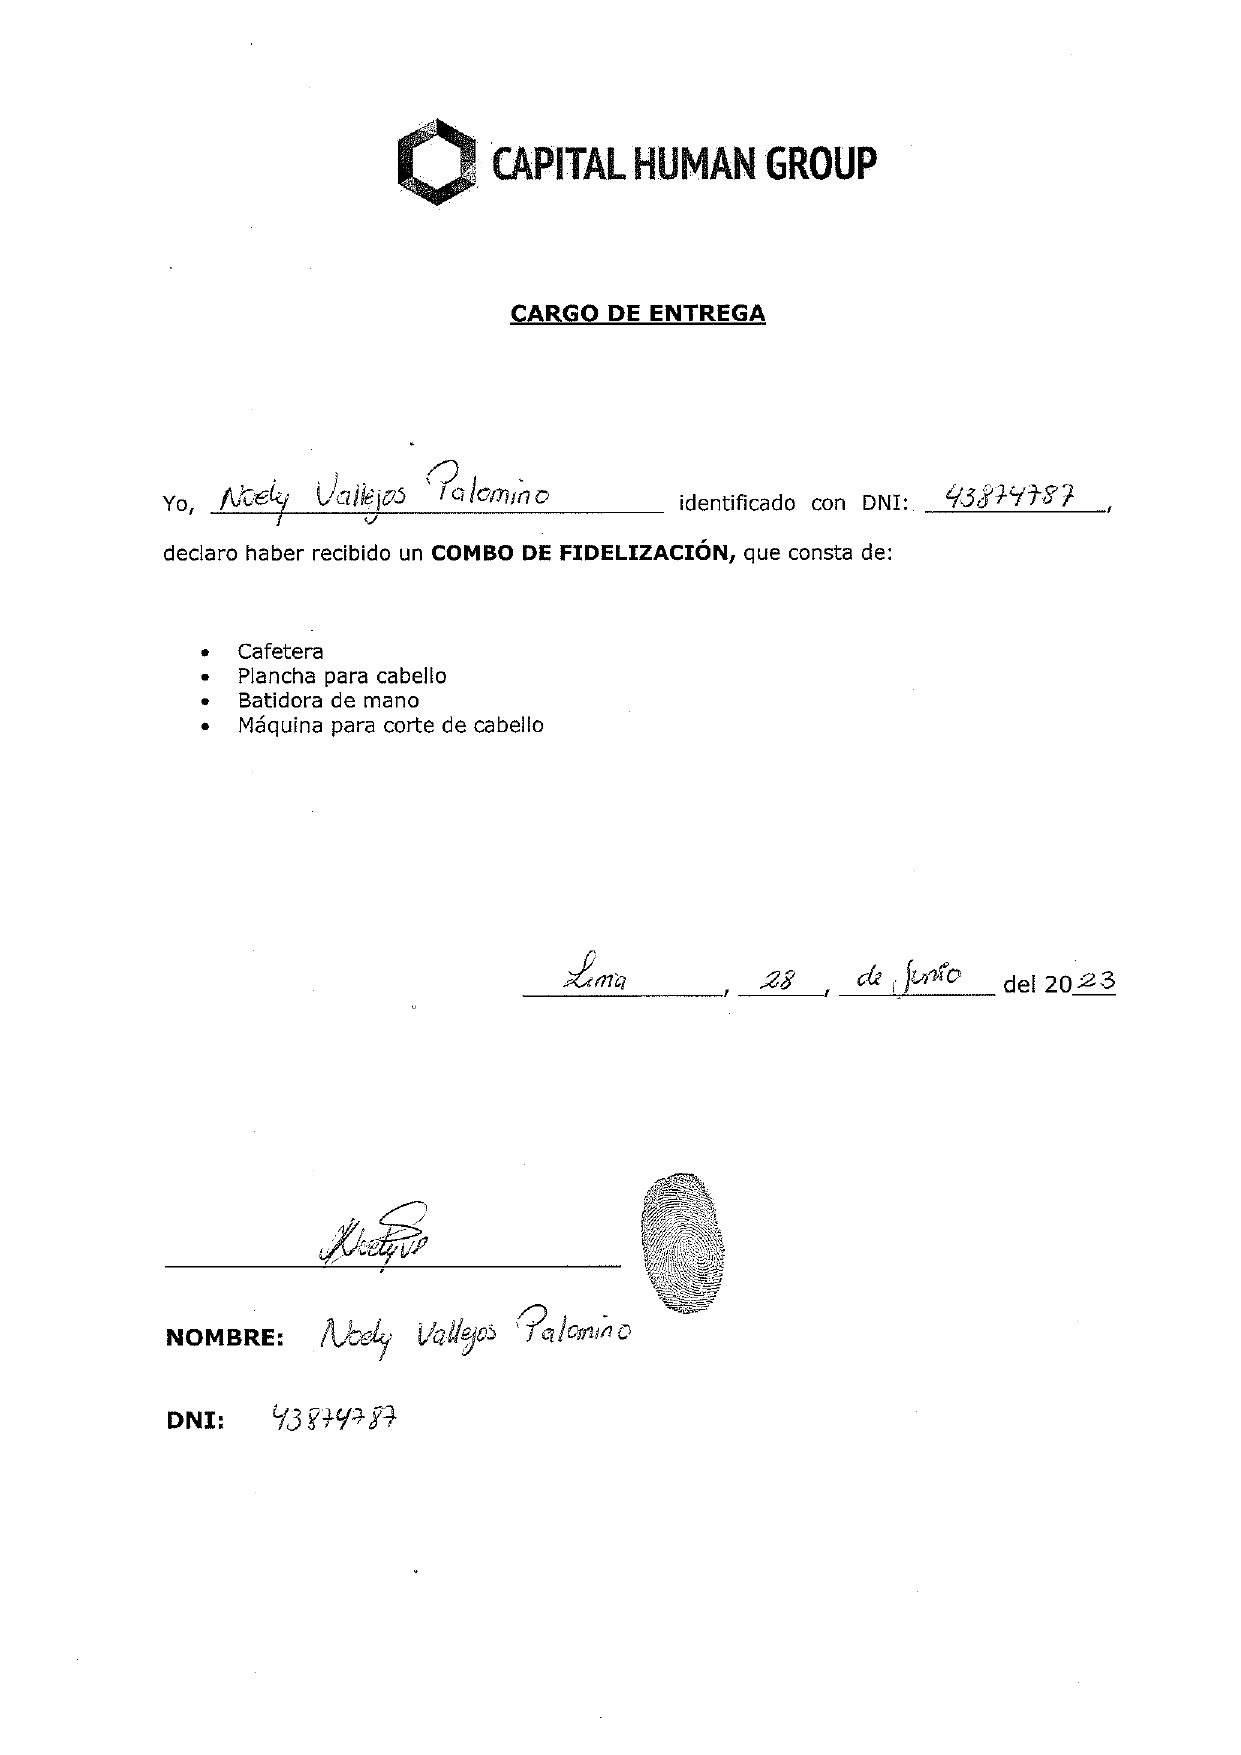 CAPITAL HUMAN GROUP
CARGO DE ENTREGA
Yo, Noely Vallejos Palomino identificado con DNI: 43874787,
declaro haber recibido un COMBO DE FIDELIZACIÓN, que consta de:
• Cafetera
• Plancha para cabello
• Batidora de mano
• Máquina para corte de cabello
Lima, 28, de Junio del 2023
NOMBRE: Noely Vallejos Palomino
DNI: 43874787